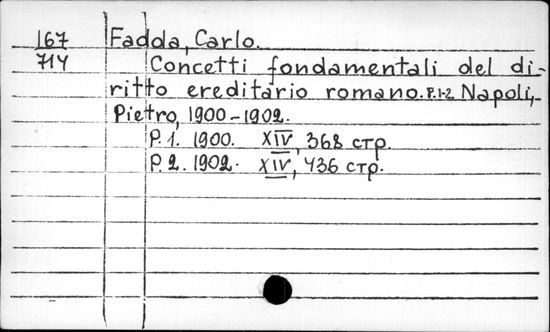 167 Fadda, Carlo.
714 Concetti fondamentali del di-
ritto ereditario romano. P.1-2. Napoli,
Pietro, 1900-1902.
P. 1. 1900. XIV, 368 стр.
P. 2. 1902. XIV, 436 стр.